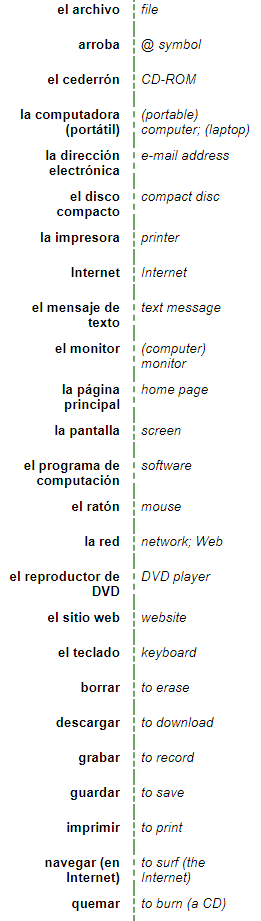 el archivo file
arroba @ symbol
el cederrón CD-ROM
la computadora (portable)
(portátil) computer; (laptop)
la dirección e-mail address
electrónica
el disco compact disc
compacto
la impresora printer
Internet Internet
el mensaje de text message
texto
el monitor (computer)
monitor
la página home page
principal
la pantalla screen
el programa de software
computación
el ratón mouse
la red network; Web
el reproductor de DVD player
DVD
el sitio web website
el teclado keyboard
borrar to erase
descargar to download
grabar to record
guardar to save
imprimir to print
navegar (en to surf (the
Internet) Internet)
quemar to burn (a CD)